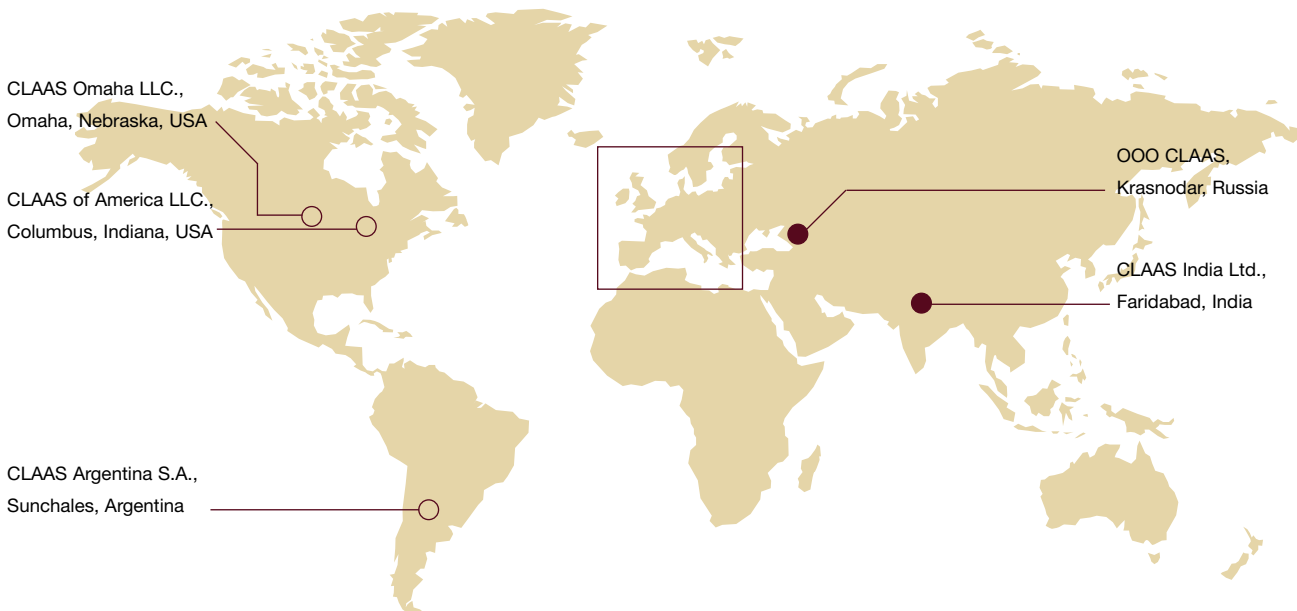 CLAAS Omaha LLC.,
Omaha, Nebraska, USA
CLAAS of America LLC.,
Columbus, Indiana, USA
CLAAS Argentina S.A.,
Sunchales, Argentina
OOO CLAAS,
Krasnodar, Russia
CLAAS India Ltd.,
Faridabad, India